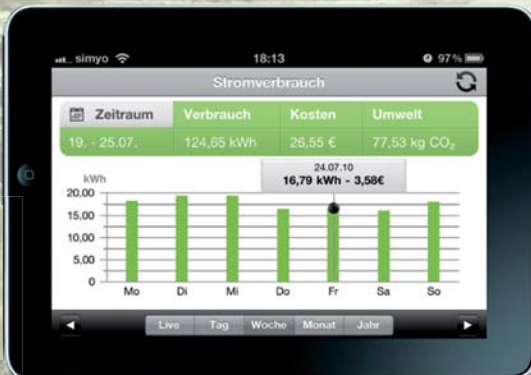 simyo 18:13 97%
Stromverbrauch
Zeitraum Verbrauch Kosten Umwelt
19. - 25.07. 124,65 kWh 26,55 € 77,53 kg CO₂
24.07.10
16,79 kWh - 3,58€
kWh
20,00
15,00
10,00
5,00
0
Mo Di Mi Do Fr Sa So
Live Tag Woche Monat Jahr